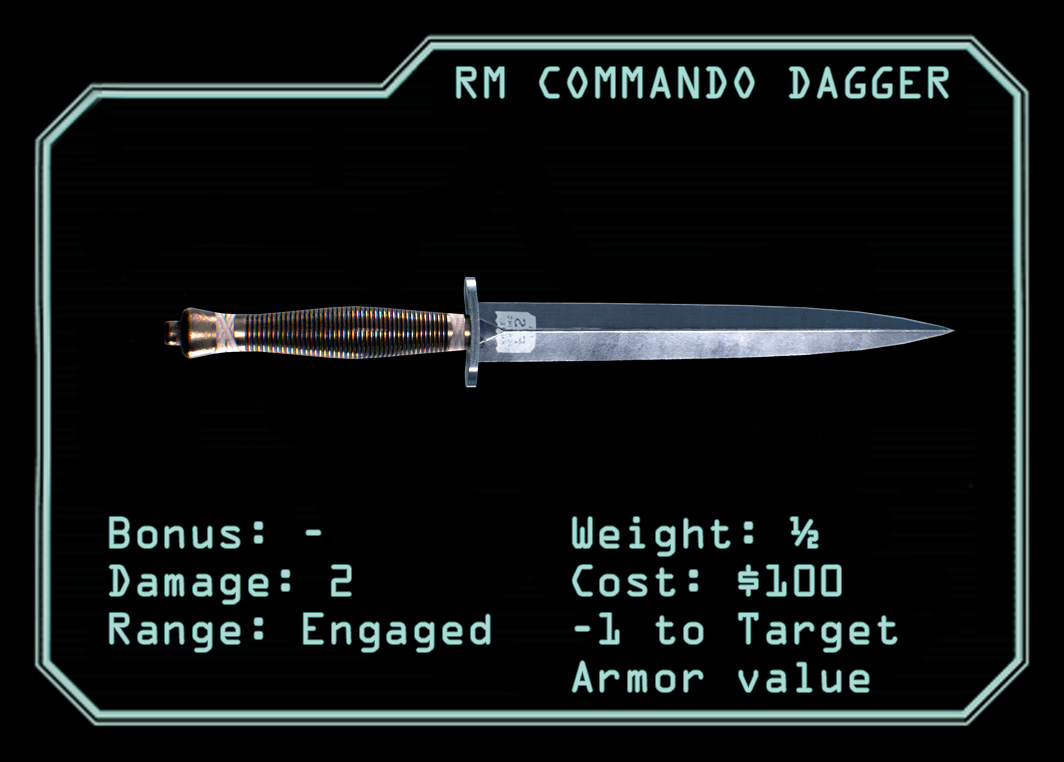 RM COMMANDO DAGGER
Bonus: -
Damage: 2
Range: Engaged
Weight: ½
Cost: $100
-1 to Target
Armor value